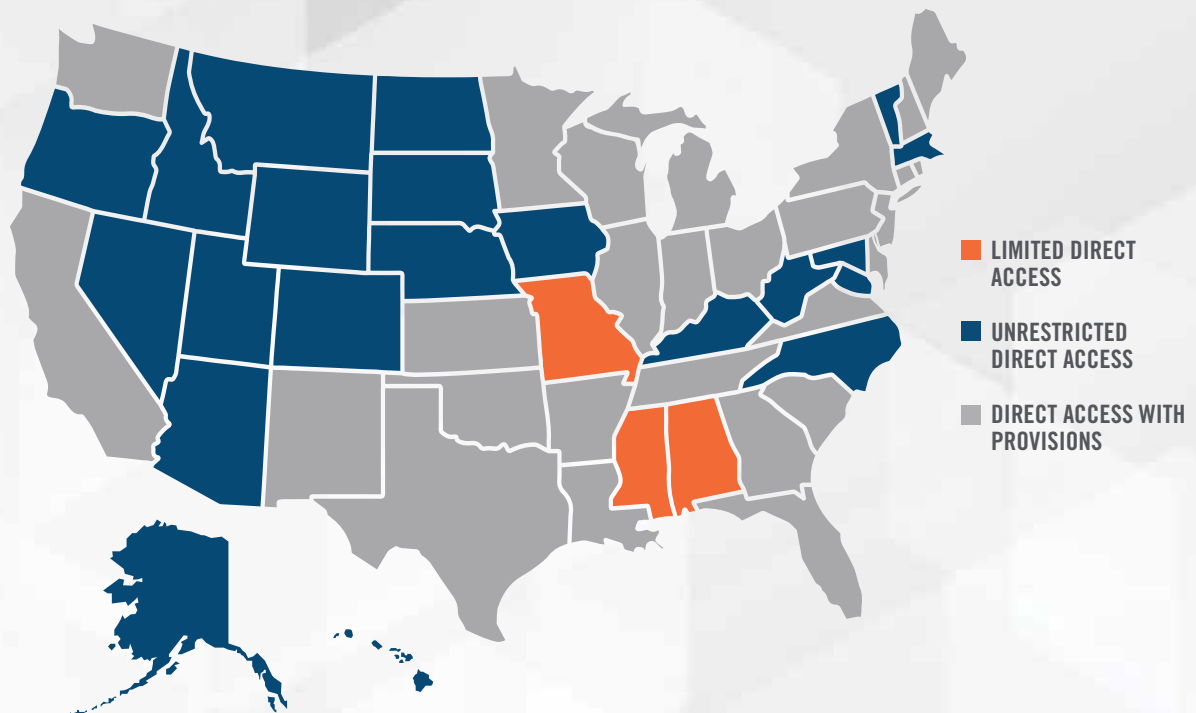 LIMITED DIRECT
ACCESS
UNRESTRICTED
DIRECT ACCESS
DIRECT ACCESS WITH
PROVISIONS